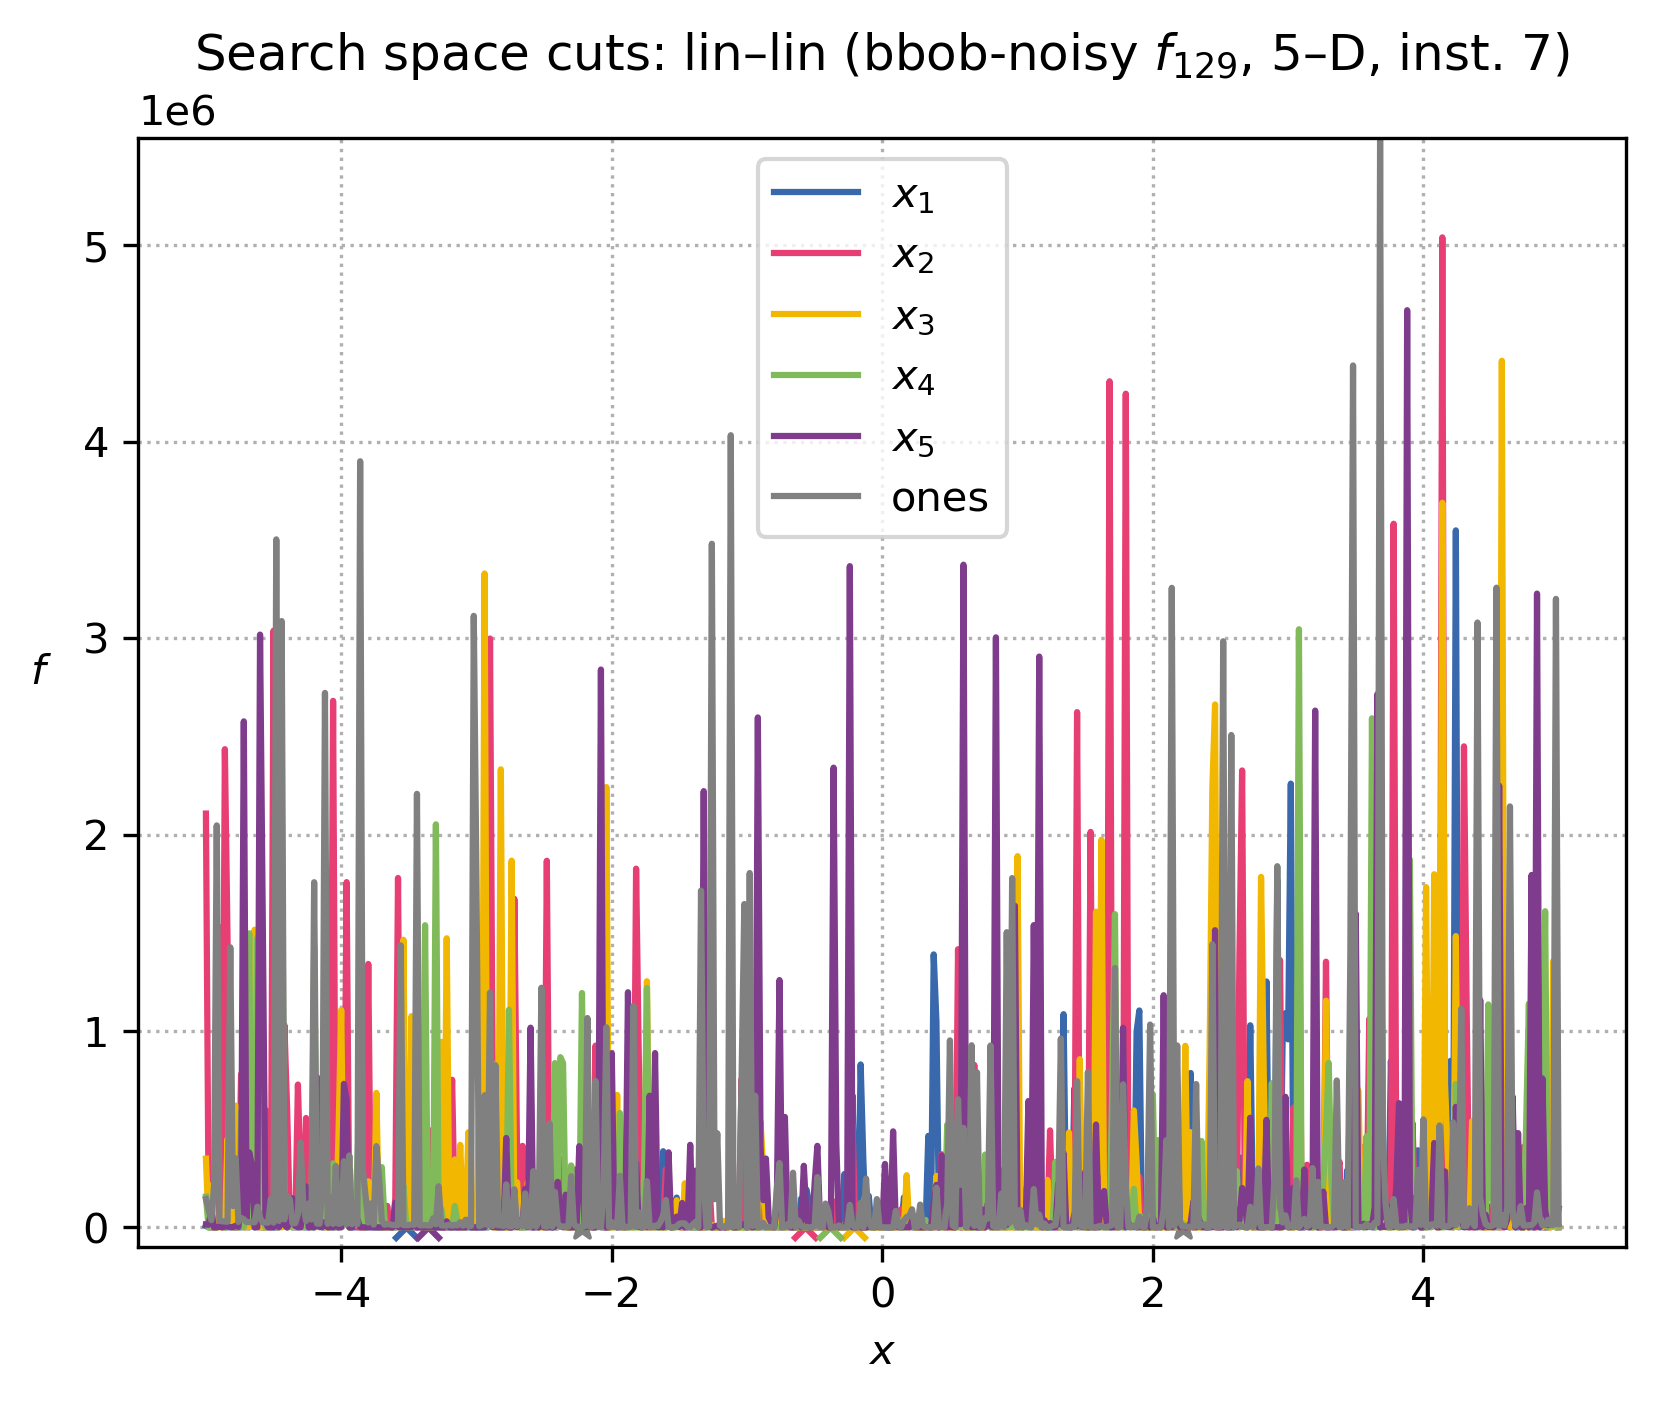 Search space cuts: lin–lin (bbob-noisy f₁₂₉, 5–D, inst. 7)
1e6
x₁
x₂
x₃
x₄
x₅
ones
5
4
3
2
1
0
f
−4 −2 0 2 4
x